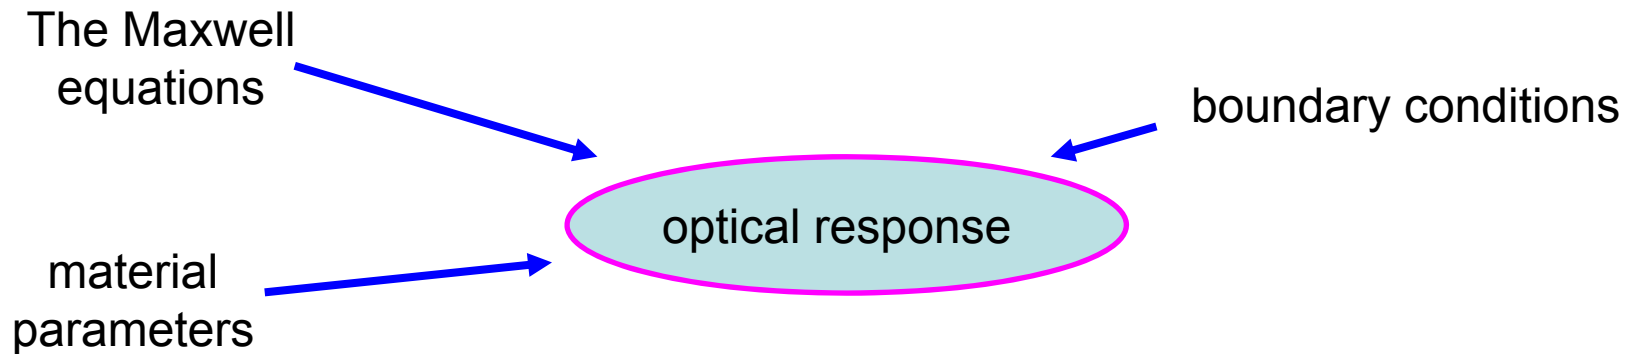 The Maxwell
equations
boundary conditions
optical response
material
parameters